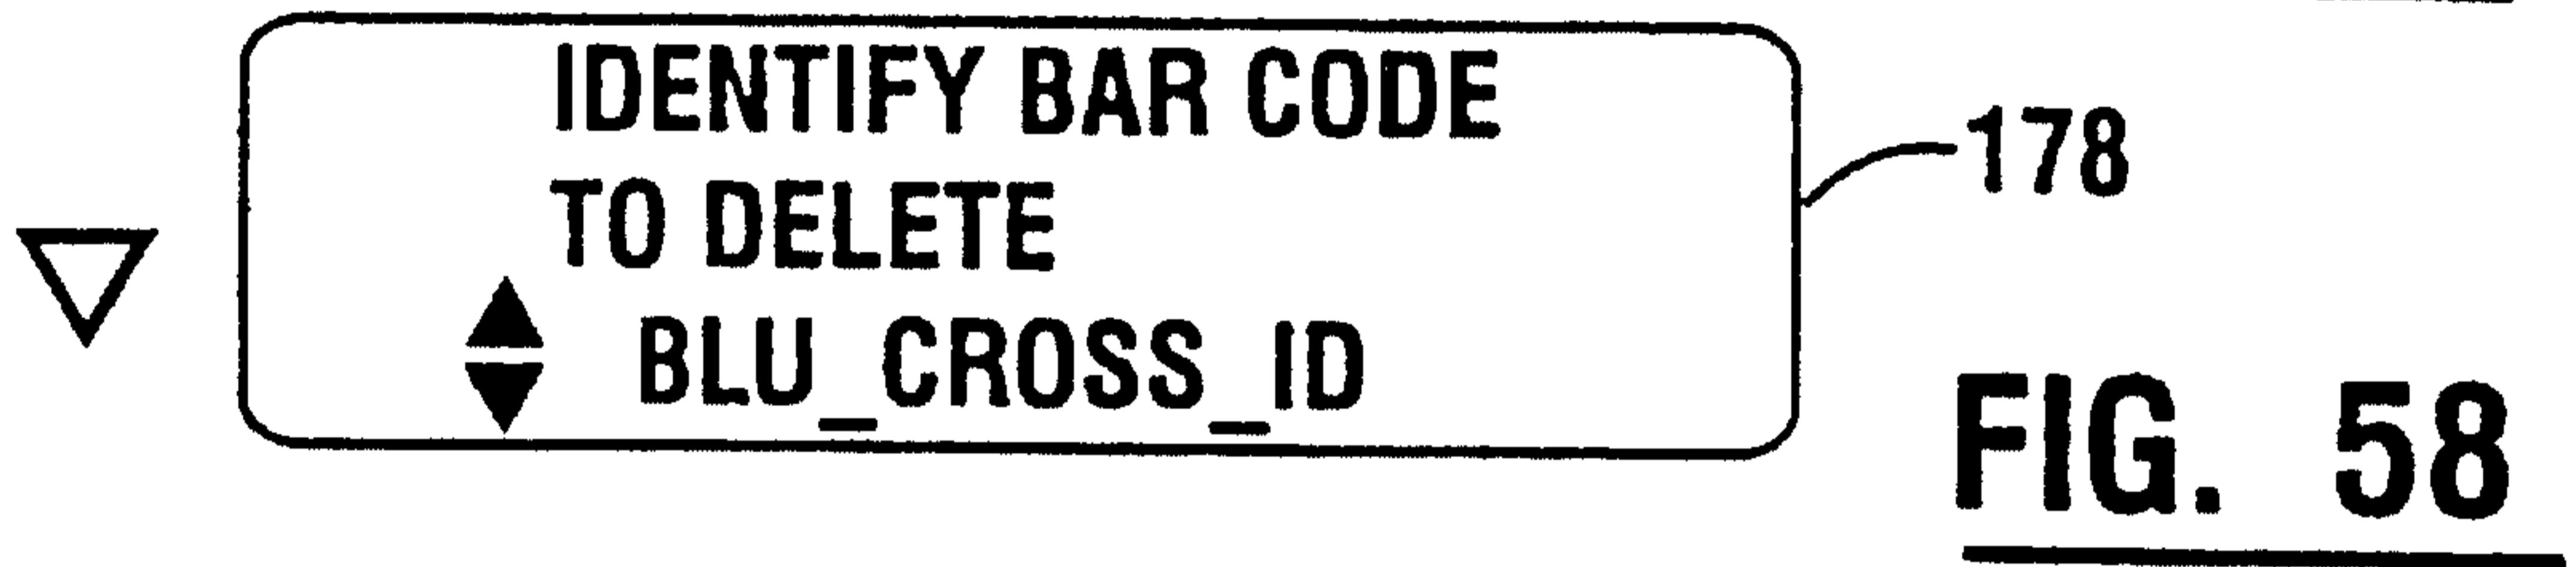 IDENTIFY BAR CODE
TO DELETE
BLU_CROSS_ID
178
FIG. 58